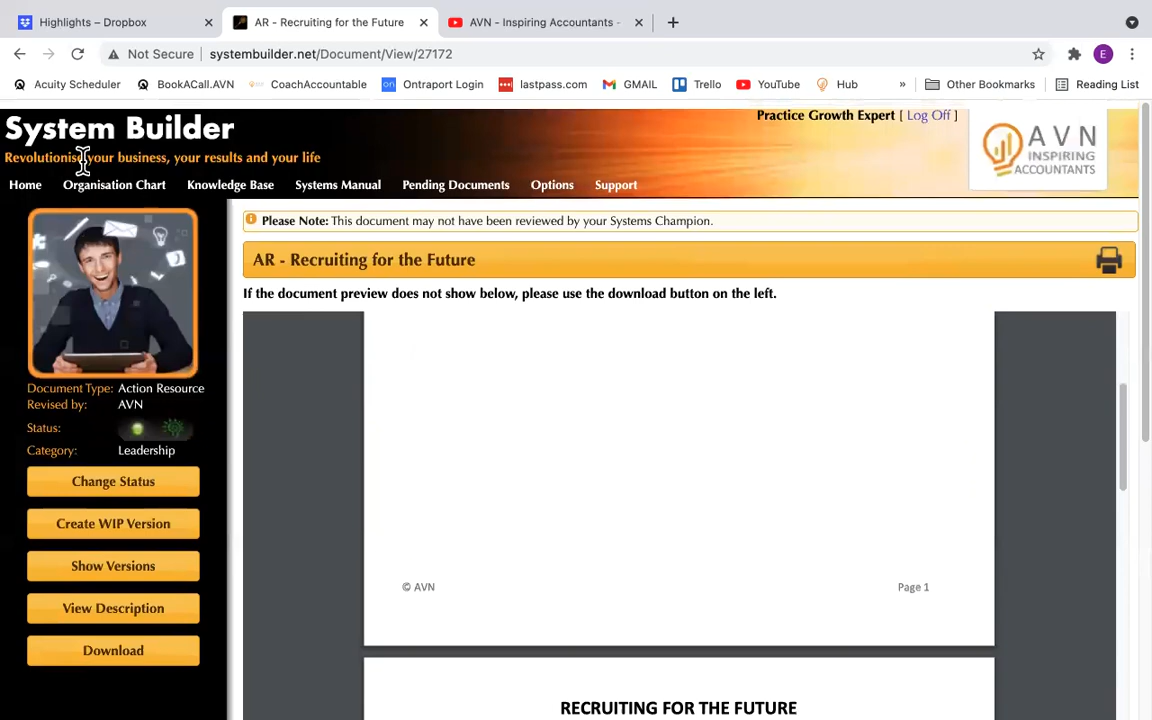 Highlights – Dropbox
AR - Recruiting for the Future
AVN - Inspiring Accountants -
Not Secure
systembuilder.net/Document/View/27172
E
Acuity Scheduler
BookACall.AVN
CoachAccountable
Ontraport Login
lastpass.com
GMAIL
Trello
YouTube
Hub
»
Other Bookmarks
Reading List
System Builder
Revolutionise your business, your results and your life
Practice Growth Expert [ Log Off ]
AVN
INSPIRING
ACCOUNTANTS
Home
Organisation Chart
Knowledge Base
Systems Manual
Pending Documents
Options
Support
Please Note: This document may not have been reviewed by your Systems Champion.
AR - Recruiting for the Future
If the document preview does not show below, please use the download button on the left.
Document Type: Action Resource
Revised by: AVN
Status:
Category: Leadership
Change Status
Create WIP Version
Show Versions
View Description
Download
© AVN
Page 1
RECRUITING FOR THE FUTURE